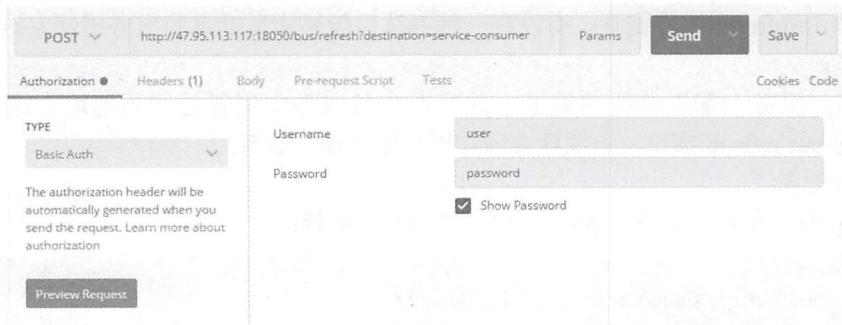 POST http://47.95.113.117:18050/bus/refresh?destination=service-consumer Params Send Save
Authorization Headers (1) Body Pre-request Script Tests Cookies Code
TYPE
Basic Auth
The authorization header will be
automatically generated when you
send the request. Learn more about
authorization
Preview Request
Username user
Password password
Show Password